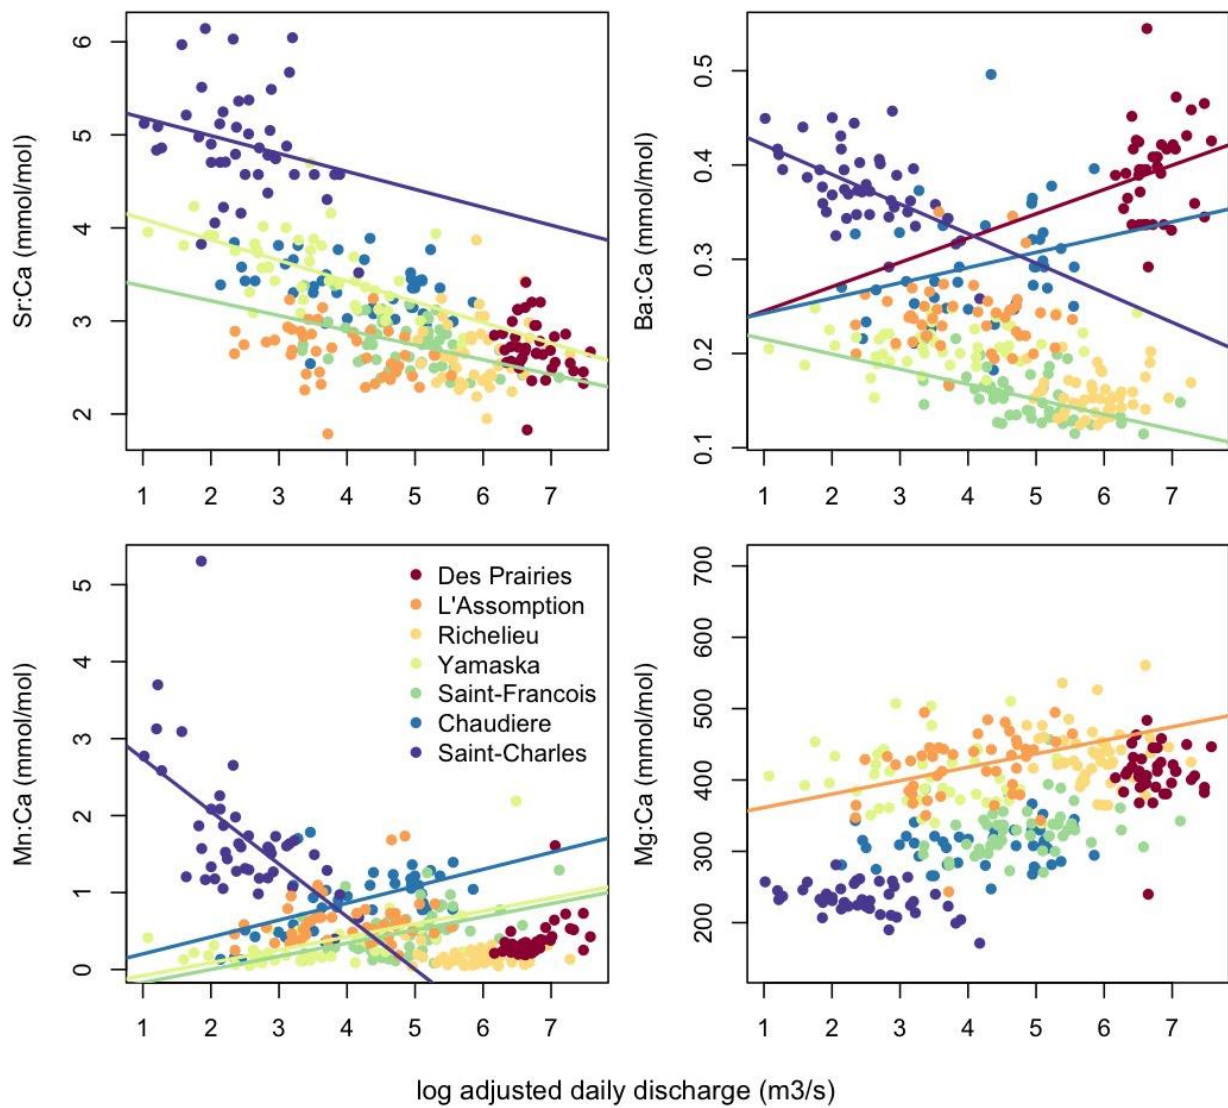 Sr:Ca (mmol/mol)
6
5
4
3
2
1 2 3 4 5 6 7
Ba:Ca (mmol/mol)
0.5
0.4
0.3
0.2
0.1
1 2 3 4 5 6 7
Mn:Ca (mmol/mol)
5
4
3
2
1
0
Des Prairies
L'Assomption
Richelieu
Yamaska
Saint-Francois
Chaudiere
Saint-Charles
1 2 3 4 5 6 7
Mg:Ca (mmol/mol)
700
600
500
400
300
200
1 2 3 4 5 6 7
log adjusted daily discharge (m3/s)